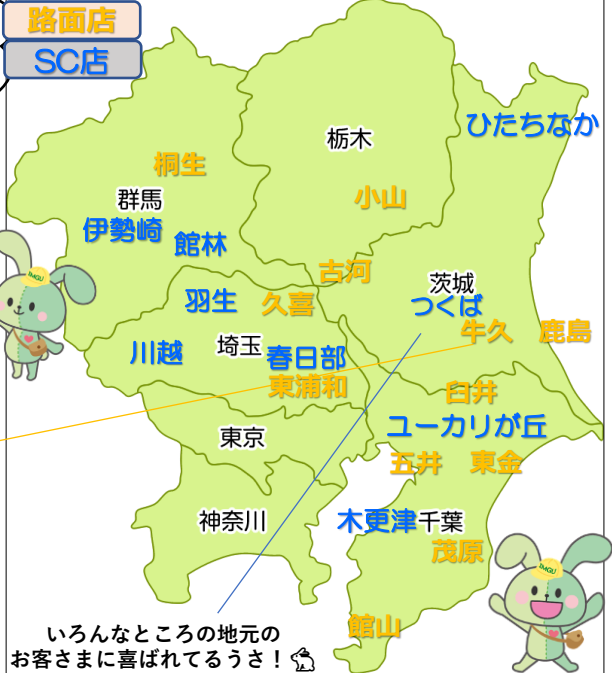 路面店
SC店
ひたちなか
栃木
桐生
小山
群馬
伊勢崎
館林
古河
茨城
つくば
羽生
久喜
牛久
鹿島
川越
埼玉
春日部
東浦和
臼井
ユーカリが丘
東京
五井
東金
神奈川
木更津
千葉
茂原
館山
いろんなところの地元の
お客さまに喜ばれてるうさ！